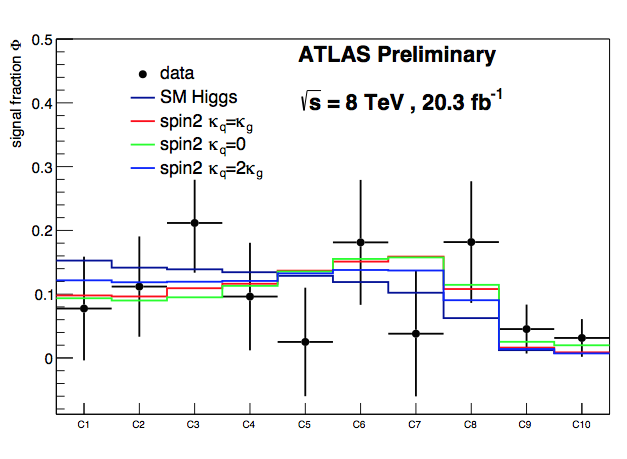 0.5
ATLAS Preliminary
data
SM Higgs
√s = 8 TeV , 20.3 fb⁻¹
0.4
spin2 κq=κg
spin2 κq=0
spin2 κq=2κg
0.3
0.2
0.1
0
signal fraction Φ
C1 C2 C3 C4 C5 C6 C7 C8 C9 C10